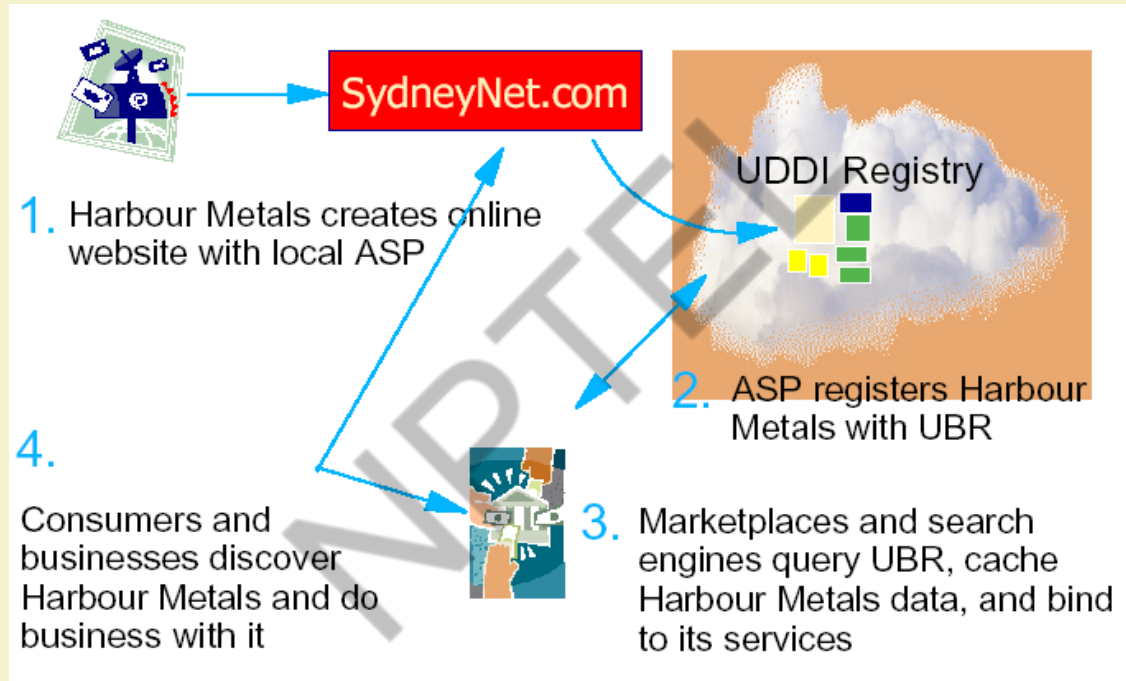 SydneyNet.com
UDDI Registry
1. Harbour Metals creates online
website with local ASP
2. ASP registers Harbour
Metals with UBR
3. Marketplaces and search
engines query UBR, cache
Harbour Metals data, and bind
to its services
4.
Consumers and
businesses discover
Harbour Metals and do
business with it
NPTEL